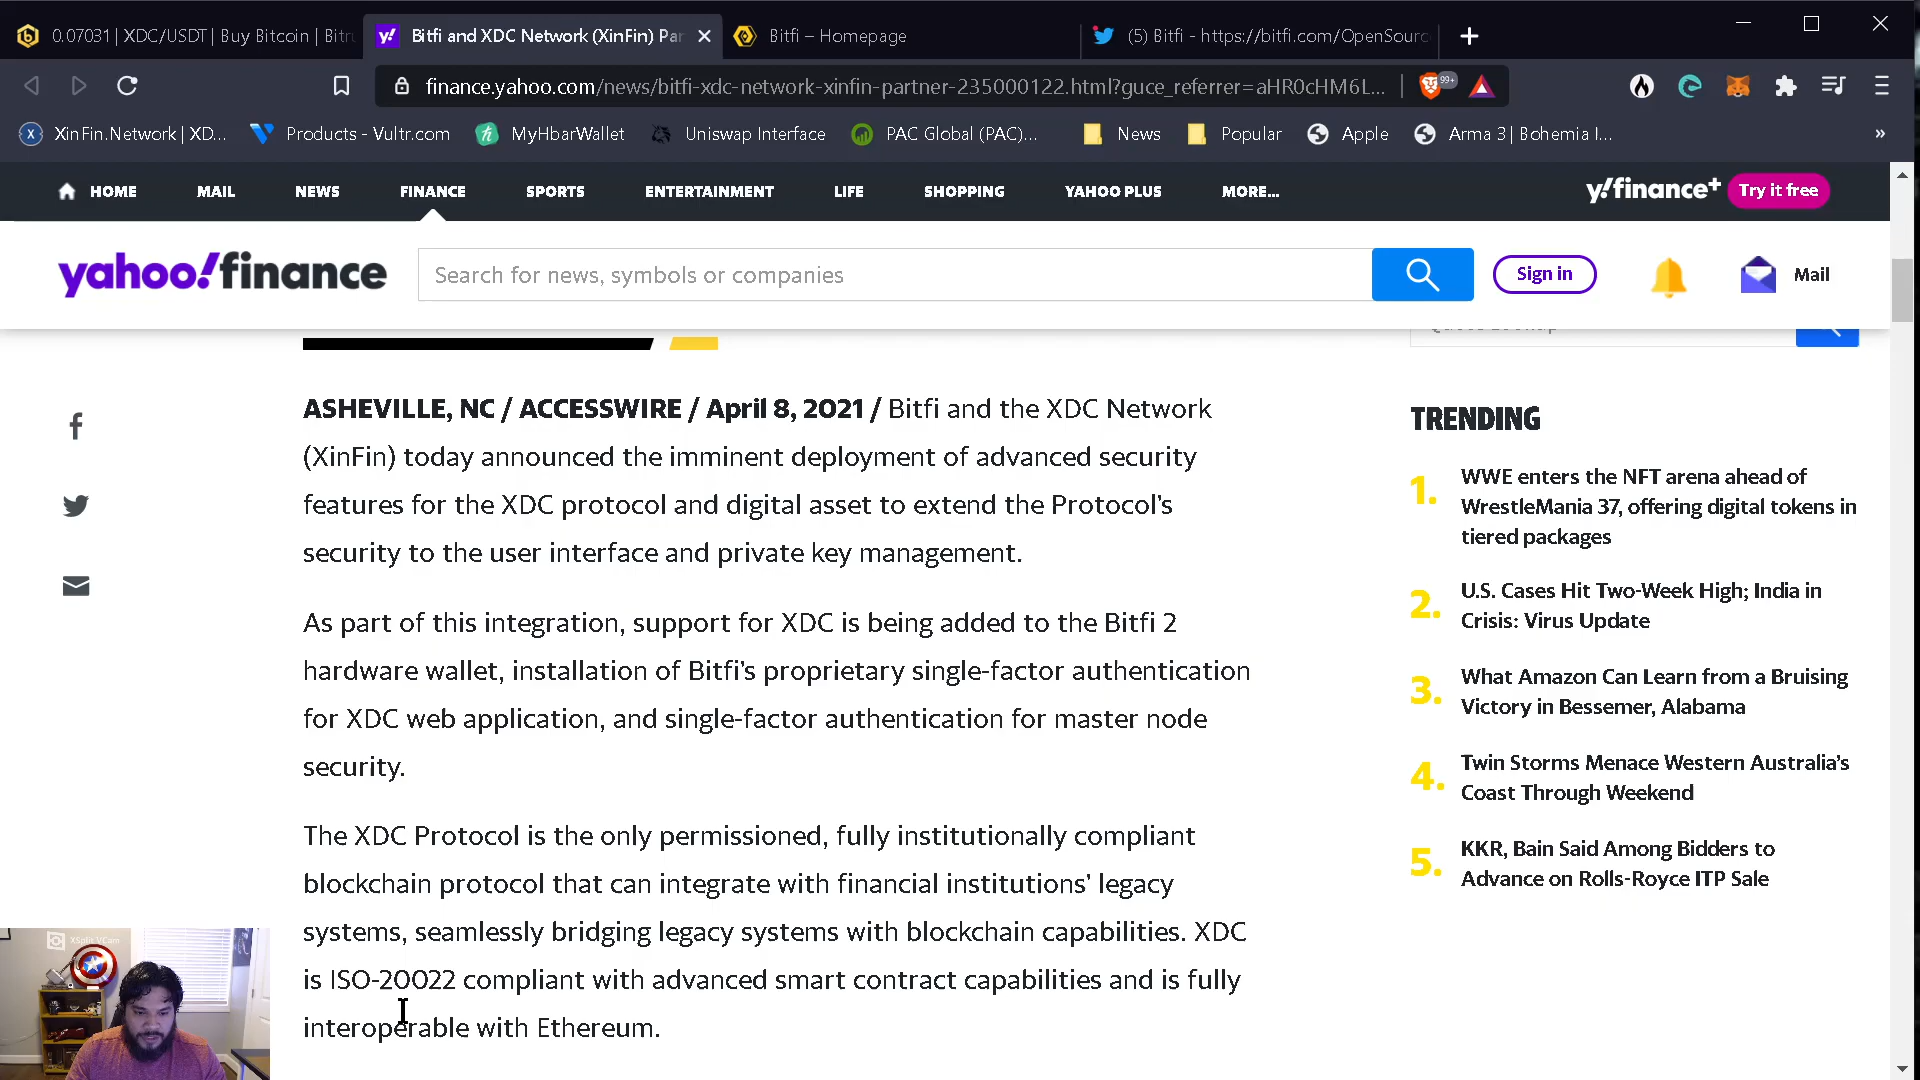 0.07031 | XDC/USDT | Buy Bitcoin | Bitru
Bitfi and XDC Network (XinFin) Par
Bitfi – Homepage
(5) Bitfi - https://bitfi.com/OpenSourc
finance.yahoo.com/news/bitfi-xdc-network-xinfin-partner-235000122.html?guce_referrer=aHR0cHM6L...
99+
XinFin.Network | XD...
Products - Vultr.com
MyHbarWallet
Uniswap Interface
PAC Global (PAC)...
News
Popular
Apple
Arma 3 | Bohemia I...
HOME
MAIL
NEWS
FINANCE
SPORTS
ENTERTAINMENT
LIFE
SHOPPING
YAHOO PLUS
MORE...
y!finance+
Try it free
yahoo!finance
Search for news, symbols or companies
Sign in
Mail
ASHEVILLE, NC / ACCESSWIRE / April 8, 2021 / Bitfi and the XDC Network
(XinFin) today announced the imminent deployment of advanced security
features for the XDC protocol and digital asset to extend the Protocol's
security to the user interface and private key management.
As part of this integration, support for XDC is being added to the Bitfi 2
hardware wallet, installation of Bitfi's proprietary single-factor authentication
for XDC web application, and single-factor authentication for master node
security.
The XDC Protocol is the only permissioned, fully institutionally compliant
blockchain protocol that can integrate with financial institutions' legacy
systems, seamlessly bridging legacy systems with blockchain capabilities. XDC
is ISO-20022 compliant with advanced smart contract capabilities and is fully
interoperable with Ethereum.
TRENDING
1. WWE enters the NFT arena ahead of
WrestleMania 37, offering digital tokens in
tiered packages
2. U.S. Cases Hit Two-Week High; India in
Crisis: Virus Update
3. What Amazon Can Learn from a Bruising
Victory in Bessemer, Alabama
4. Twin Storms Menace Western Australia's
Coast Through Weekend
5. KKR, Bain Said Among Bidders to
Advance on Rolls-Royce ITP Sale
XSplit VCam